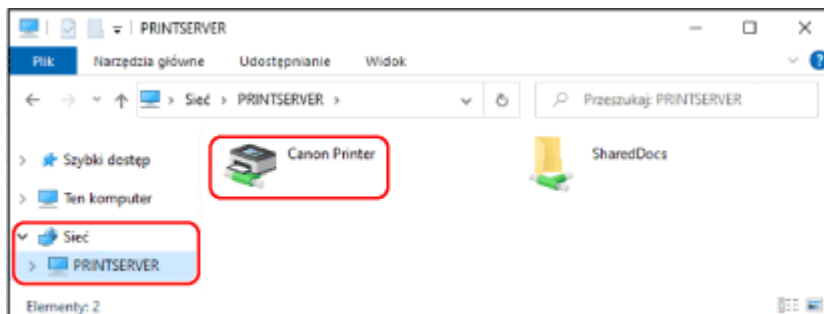 PRINTSERVER
Plik Narzędzia główne Udostępnianie Widok
Sieć PRINTSERVER Przeszukaj: PRINTSERVER
Szybki dostęp
Ten komputer
Sieć
PRINTSERVER
Canon Printer
SharedDocs
Elementy: 2